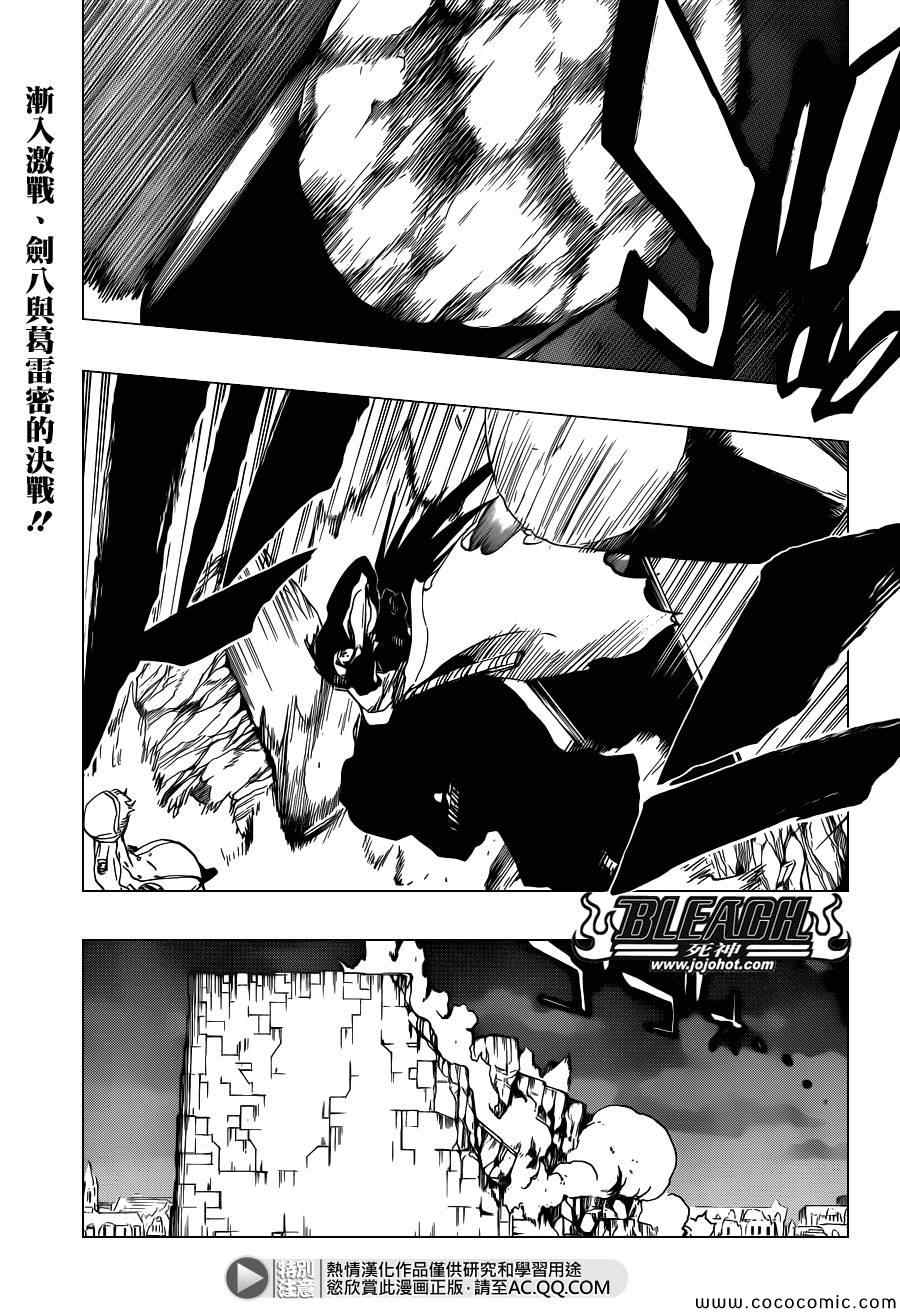 漸入激戰、劍八與葛雷密的決戰!!
BLEACH
死神
www.jojohot.com
特別
注意
熱情漢化作品僅供研究和學習用途
慾欣賞此漫画正版，請至AC.QQ.COM
www.cococomic.com